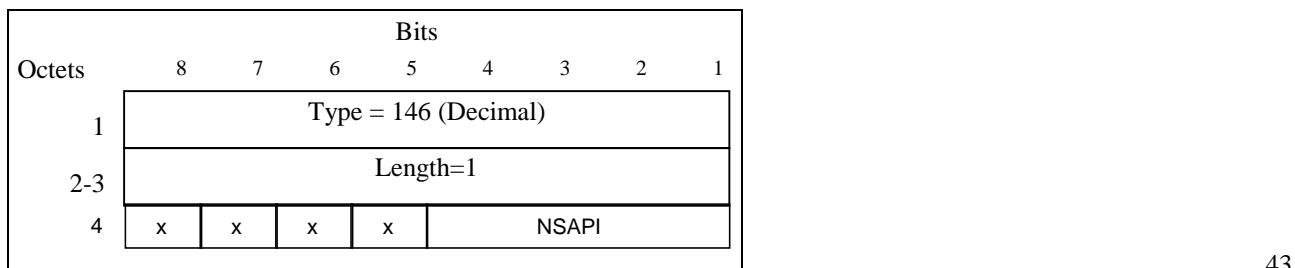 Bits
Octets 8 7 6 5 4 3 2 1
1 Type = 146 (Decimal)
2-3 Length=1
4 x x x x NSAPI
43